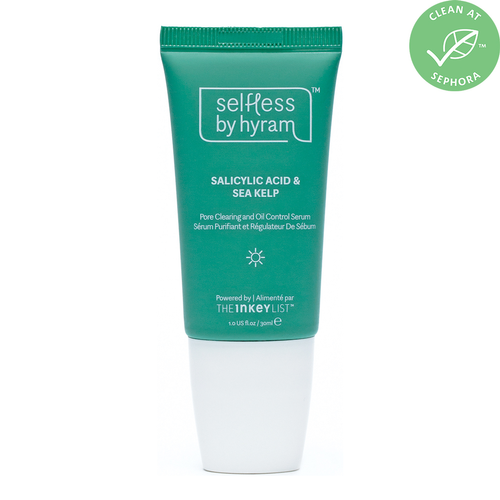 CLEAN AT
SEPHORA
™
selfless ™
by hyram
SALICYLIC ACID &
SEA KELP
Pore Clearing and Oil Control Serum
Sérum Purifiant et Régulateur De Sébum
Powered by | Alimenté par
THE INKEY LIST™
1.0 US fl.oz / 30ml ℮